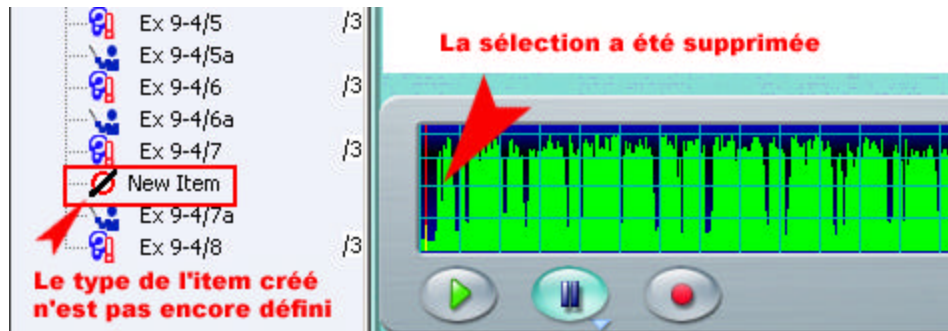 Ex 9-4/5 /3
Ex 9-4/5a
Ex 9-4/6 /3
Ex 9-4/6a
Ex 9-4/7 /3
New Item
Ex 9-4/7a
Ex 9-4/8 /3
Le type de l'item créé
n'est pas encore défini
La sélection a été supprimée